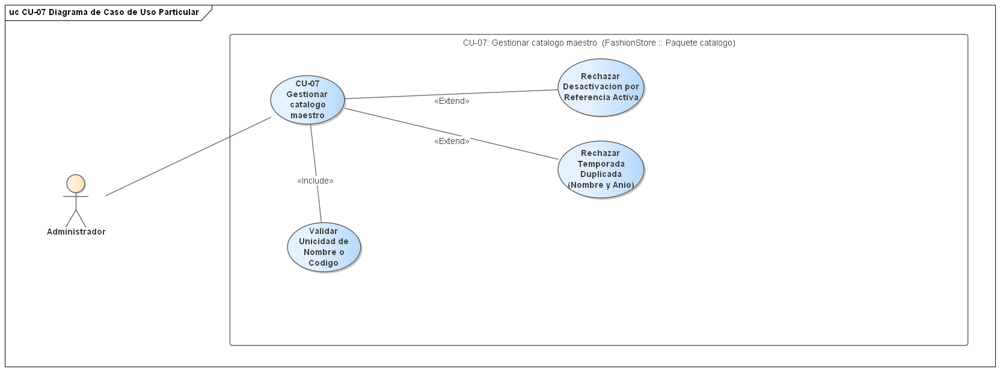 uc CU-07 Diagrama de Caso de Uso Particular
CU-07: Gestionar catalogo maestro (FashionStore :: Paquete catalogo)
CU-07
Gestionar
catalogo
maestro
Rechazar
Desactivacion por
Referencia Activa
«Extend»
Rechazar
Temporada
Duplicada
(Nombre y Anio)
«Extend»
«Include»
Validar
Unicidad de
Nombre o
Codigo
Administrador